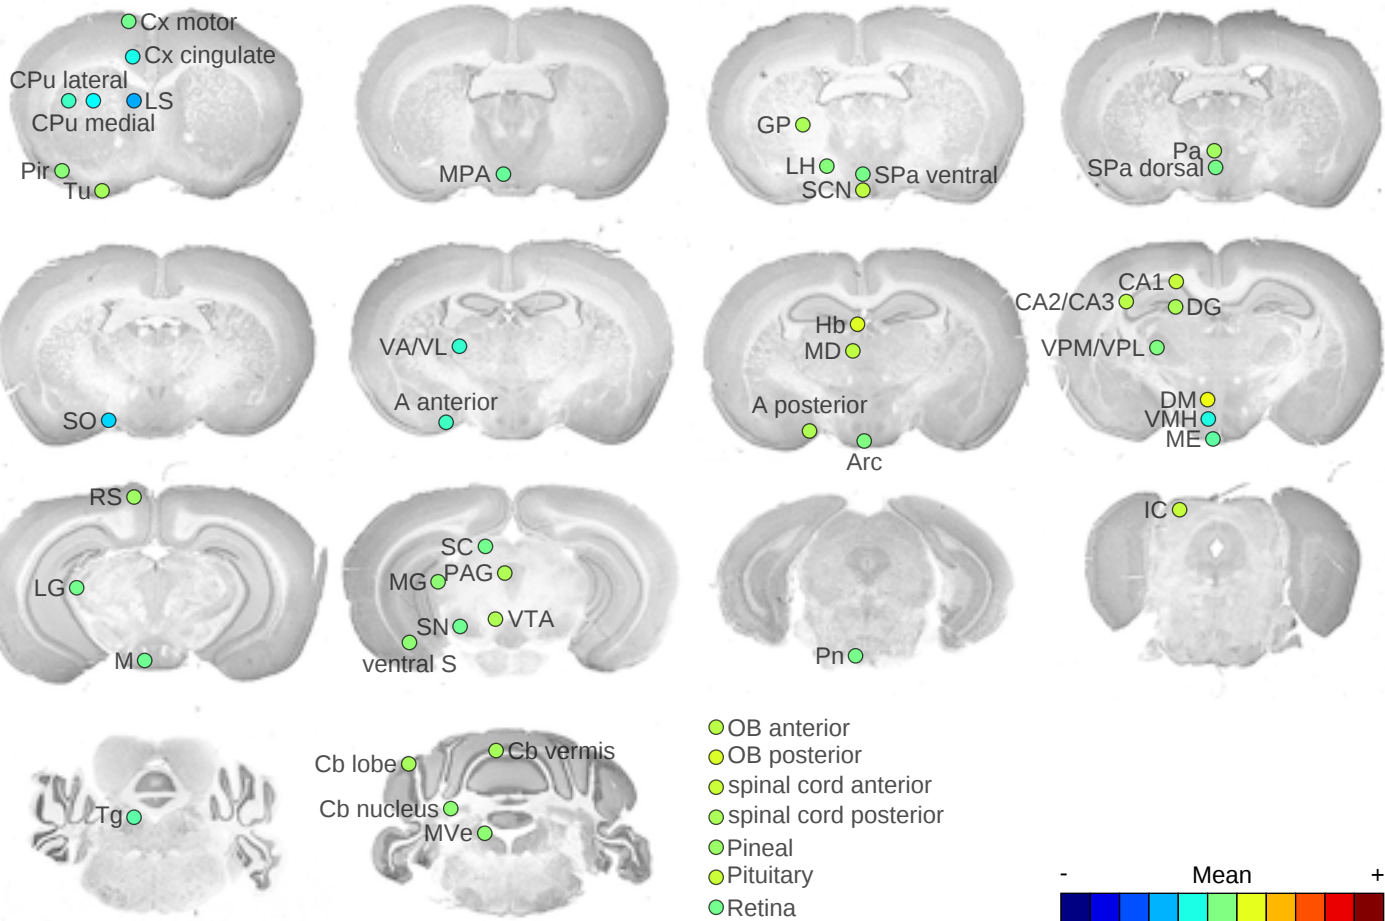 Cx motor
Cx cingulate
CPu lateral
LS
CPu medial
Pir
Tu
MPA
GP
LH
SPa ventral
SCN
Pa
SPa dorsal
SO
VA/VL
A anterior
Hb
MD
A posterior
Arc
CA1
CA2/CA3
DG
VPM/VPL
DM
VMH
ME
RS
LG
M
SC
PAG
MG
VTA
SN
ventral S
Pn
IC
Tg
Cb lobe
Cb vermis
Cb nucleus
MVe
OB anterior
OB posterior
spinal cord anterior
spinal cord posterior
Pineal
Pituitary
Retina
- Mean +